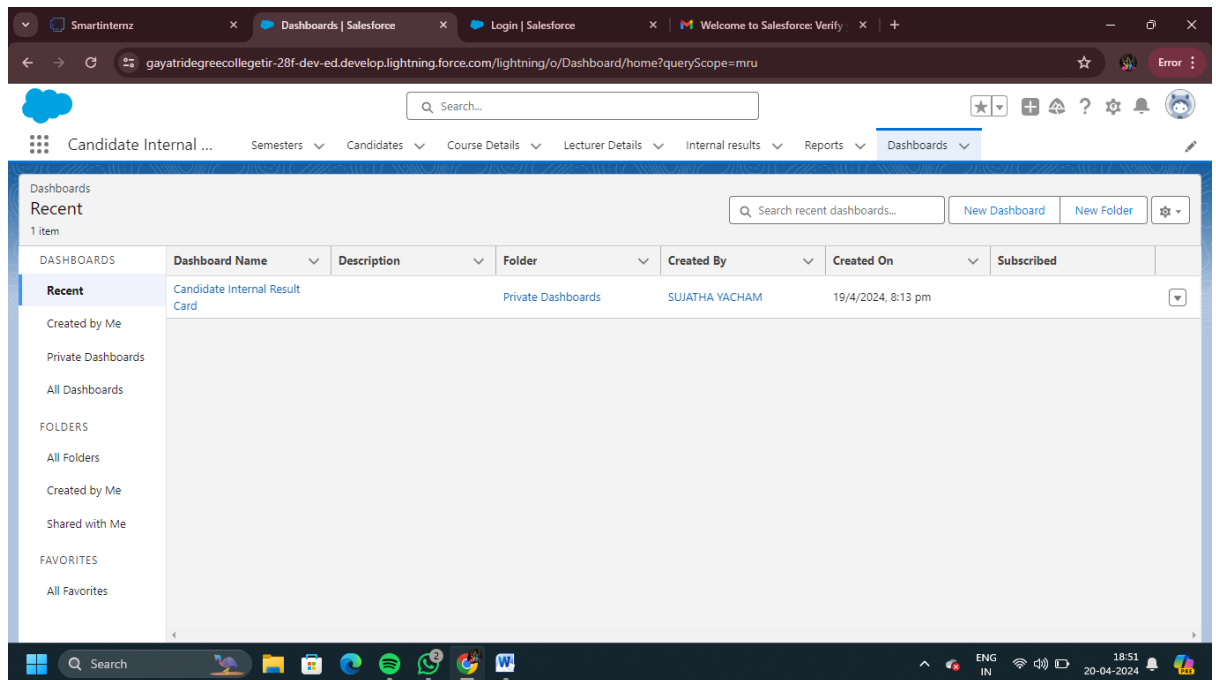 Smartinternz
Dashboards | Salesforce
Login | Salesforce
Welcome to Salesforce: Verify
gayatridegreecollegetir-28f-dev-ed.develop.lightning.force.com/lightning/o/Dashboard/home?queryScope=mru
Error
Search...
Candidate Internal ...
Semesters
Candidates
Course Details
Lecturer Details
Internal results
Reports
Dashboards
Dashboards
Recent
1 item
Search recent dashboards...
New Dashboard
New Folder
DASHBOARDS
Dashboard Name
Description
Folder
Created By
Created On
Subscribed
Recent
Candidate Internal Result
Card
Private Dashboards
SUJATHA YACHAM
19/4/2024, 8:13 pm
Created by Me
Private Dashboards
All Dashboards
FOLDERS
All Folders
Created by Me
Shared with Me
FAVORITES
All Favorites
Search
2
W
ENG
IN
18:51
20-04-2024
PRE